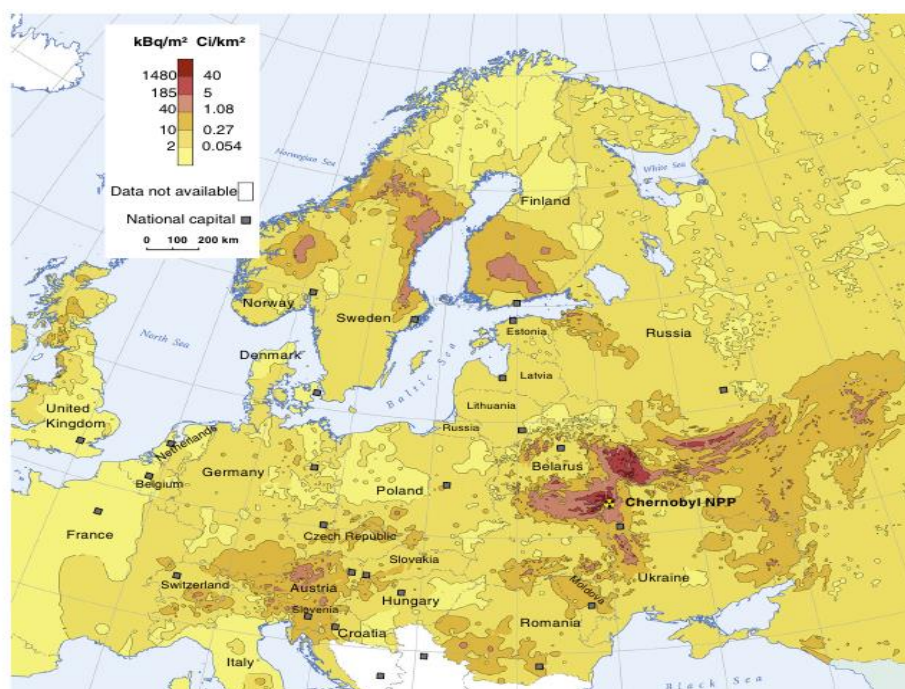 kBq/m² Ci/km²
1480 40
185 5
40 1.08
10 0.27
2 0.054
Data not available
National capital
0 100 200 km
Norwegian Sea
White Sea
Finland
Norway
Sweden
Estonia
Russia
North Sea
Denmark
Baltic Sea
Latvia
Lithuania
United
Kingdom
Netherlands
Russia
Belarus
Germany
Belgium
Poland
Chernobyl NPP
France
Czech Republic
Slovakia
Ukraine
Switzerland
Austria
Moldova
Hungary
Slovenia
Romania
Croatia
Italy
Black Sea